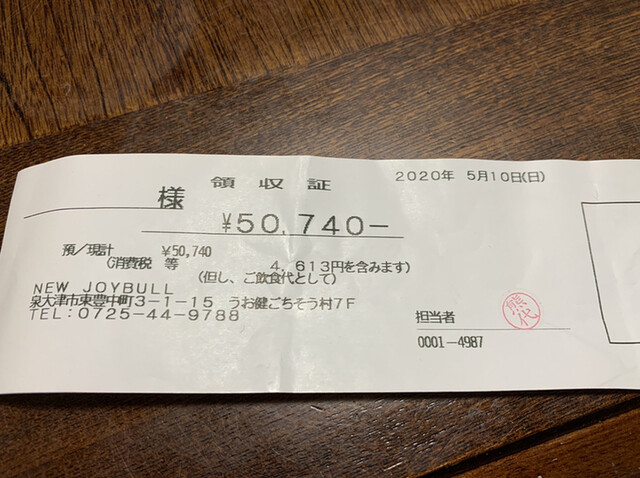 領収証
2020年 5月10日(日)
様
¥50,740−
預/現計 ¥50,740
(消費税 等 4,613円を含みます)
(但し、ご飲食代として)
NEW JOYBULL
泉大津市東豊中町3−1−15 うお健ごちそう村7F
TEL:0725−44−9788
担当者
熊代
0001−4987